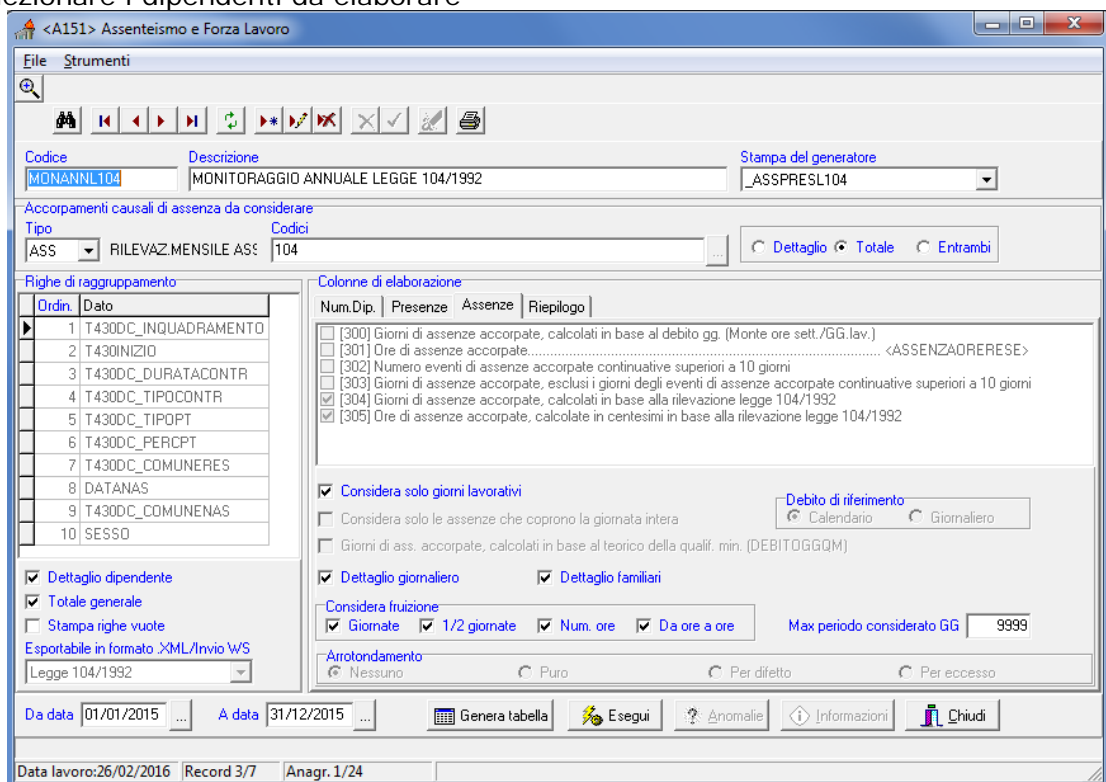 ezionare i dipendenti da elaborare
<A151> Assenteismo e Forza Lavoro
File Strumenti
Codice Descrizione Stampa del generatore
MONANNL104 MONITORAGGIO ANNUALE LEGGE 104/1992 _ASSPRESL104
Accorpamenti causali di assenza da considerare
Tipo Codici
ASS RILEVAZ.MENSILE ASS 104 ... Dettaglio Totale Entrambi
Righe di raggruppamento Colonne di elaborazione
Ordin. Dato Num.Dip. Presenze Assenze Riepilogo
1 T430DC_INQUADRAMENTO
2 T430INIZIO
3 T430DC_DURATACONTR
4 T430DC_TIPOCONTR
5 T430DC_TIPOPT
6 T430DC_PERCPT
7 T430DC_COMUNERES
8 DATANAS
9 T430DC_COMUNENAS
10 SESSO
[300] Giorni di assenze accorpate, calcolati in base al debito gg. (Monte ore sett./GG.lav.)
[301] Ore di assenze accorpate................................................................................ <ASSENZAORERESE>
[302] Numero eventi di assenze accorpate continuative superiori a 10 giorni
[303] Giorni di assenze accorpate, esclusi i giorni degli eventi di assenze accorpate continuative superiori a 10 giorni
[304] Giorni di assenze accorpate, calcolati in base alla rilevazione legge 104/1992
[305] Ore di assenze accorpate, calcolate in centesimi in base alla rilevazione legge 104/1992
Considera solo giorni lavorativi
Debito di riferimento
Considera solo le assenze che coprono la giornata intera Calendario Giornaliero
Giorni di ass. accorpate, calcolati in base al teorico della qualif. min. (DEBITOGGQM)
Dettaglio dipendente
Totale generale
Stampa righe vuote
Esportabile in formato .XML/Invio WS
Legge 104/1992
Dettaglio giornaliero Dettaglio familiari
Considera fruizione
Giornate 1/2 giornate Num. ore Da ore a ore Max periodo considerato GG 9999
Arrotondamento
Nessuno Puro Per difetto Per eccesso
Da data 01/01/2015 ... A data 31/12/2015 ... Genera tabella Esegui Anomalie Informazioni Chiudi
Data lavoro:26/02/2016 Record 3/7 Anagr. 1/24